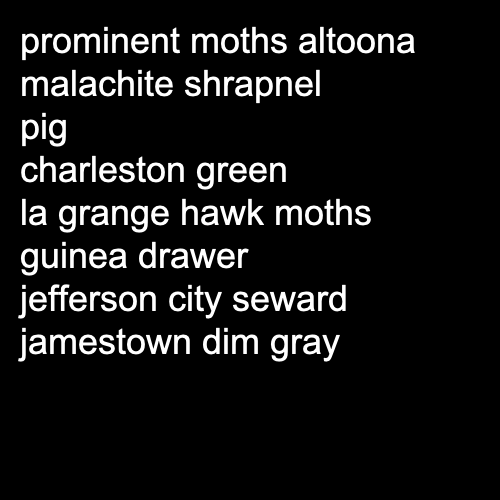 prominent moths altoona
malachite shrapnel
pig
charleston green
la grange hawk moths
guinea drawer
jefferson city seward
jamestown dim gray